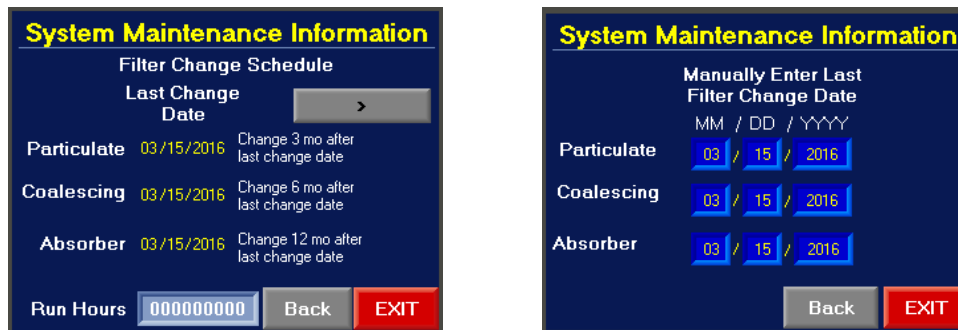 System Maintenance Information
Filter Change Schedule
Last Change
Date
>
Particulate 03/15/2016 Change 3 mo after
last change date
Coalescing 03/15/2016 Change 6 mo after
last change date
Absorber 03/15/2016 Change 12 mo after
last change date
Run Hours 000000000 Back EXIT
System Maintenance Information
Manually Enter Last
Filter Change Date
MM / DD / YYYY
Particulate 03 / 15 / 2016
Coalescing 03 / 15 / 2016
Absorber 03 / 15 / 2016
Back EXIT